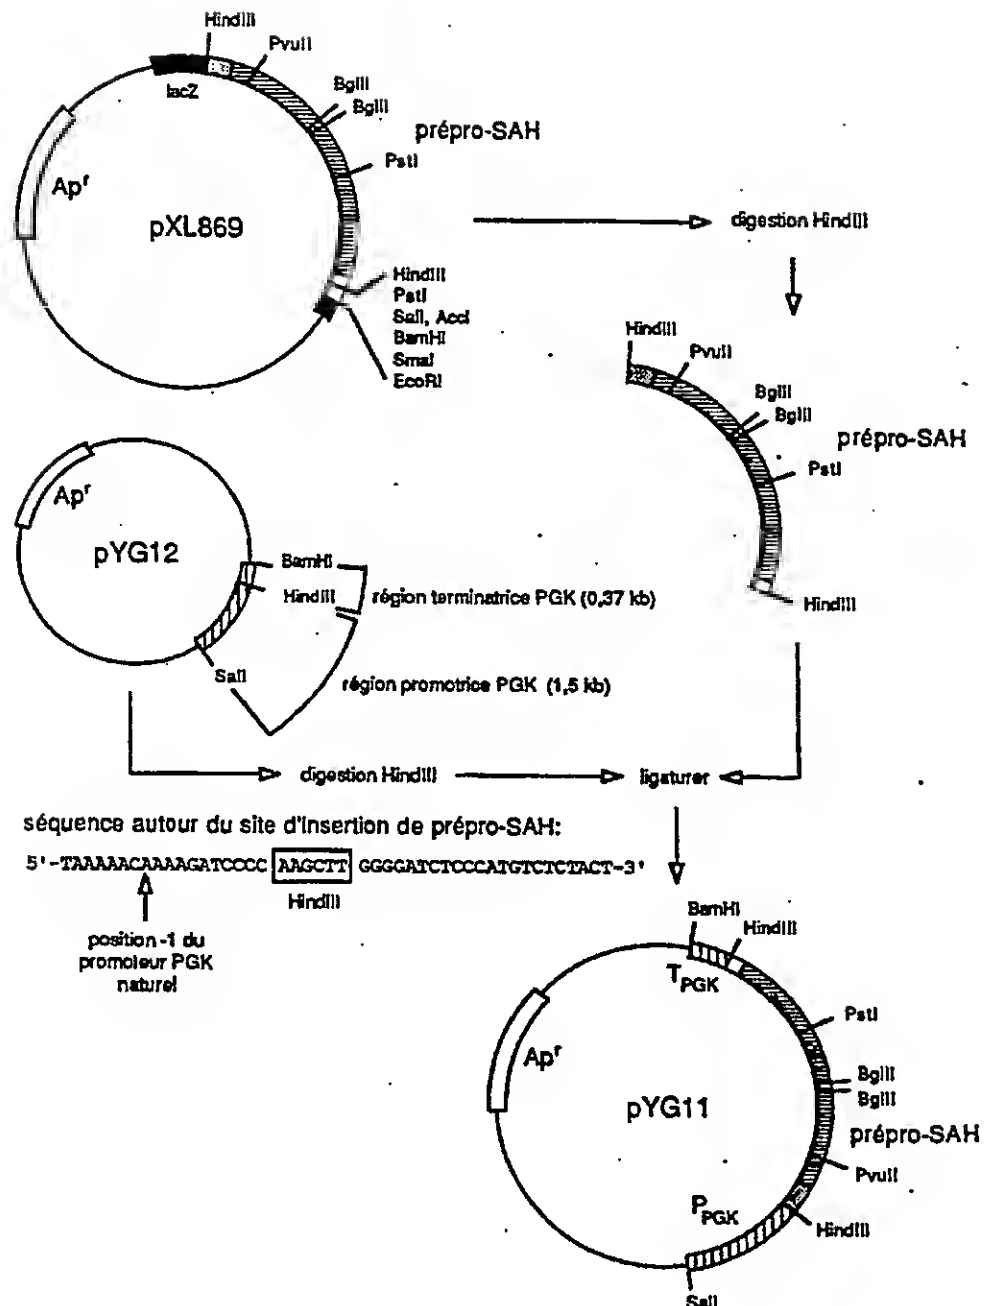 HindIII
PvuII
lacZ
BglII
BglII
prépro-SAH
PstI
Apʳ
pXL869
digestion HindIII
HindIII
PstI
SalI, AccI
BamHI
SmaI
EcoRI
HindIII
PvuII
BglII
BglII
prépro-SAH
PstI
HindIII
Apʳ
pYG12
BamHI
HindIII
région terminatrice PGK (0,37 kb)
SalI
région promotrice PGK (1,5 kb)
digestion HindIII
ligaturer
séquence autour du site d'insertion de prépro-SAH:
5'-TAAAAACAAAAGATCCCC AAGCTT GGGGATCTCCCATGTCTCTACT-3'
HindIII
position -1 du
promoteur PGK
naturel
BamHI
HindIII
T PGK
PstI
Apʳ
BglII
BglII
pYG11
prépro-SAH
PvuII
P PGK
HindIII
SalI